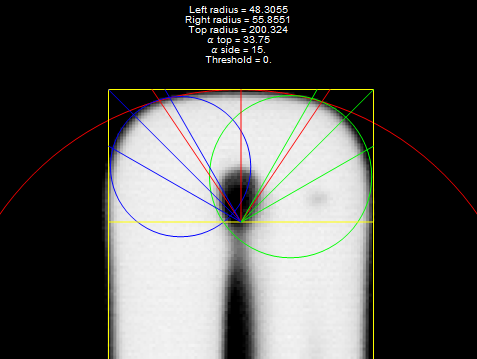 Left radius = 48.3055
Right radius = 55.8551
Top radius = 200.324
α top = 33.75
α side = 15.
Threshold = 0.